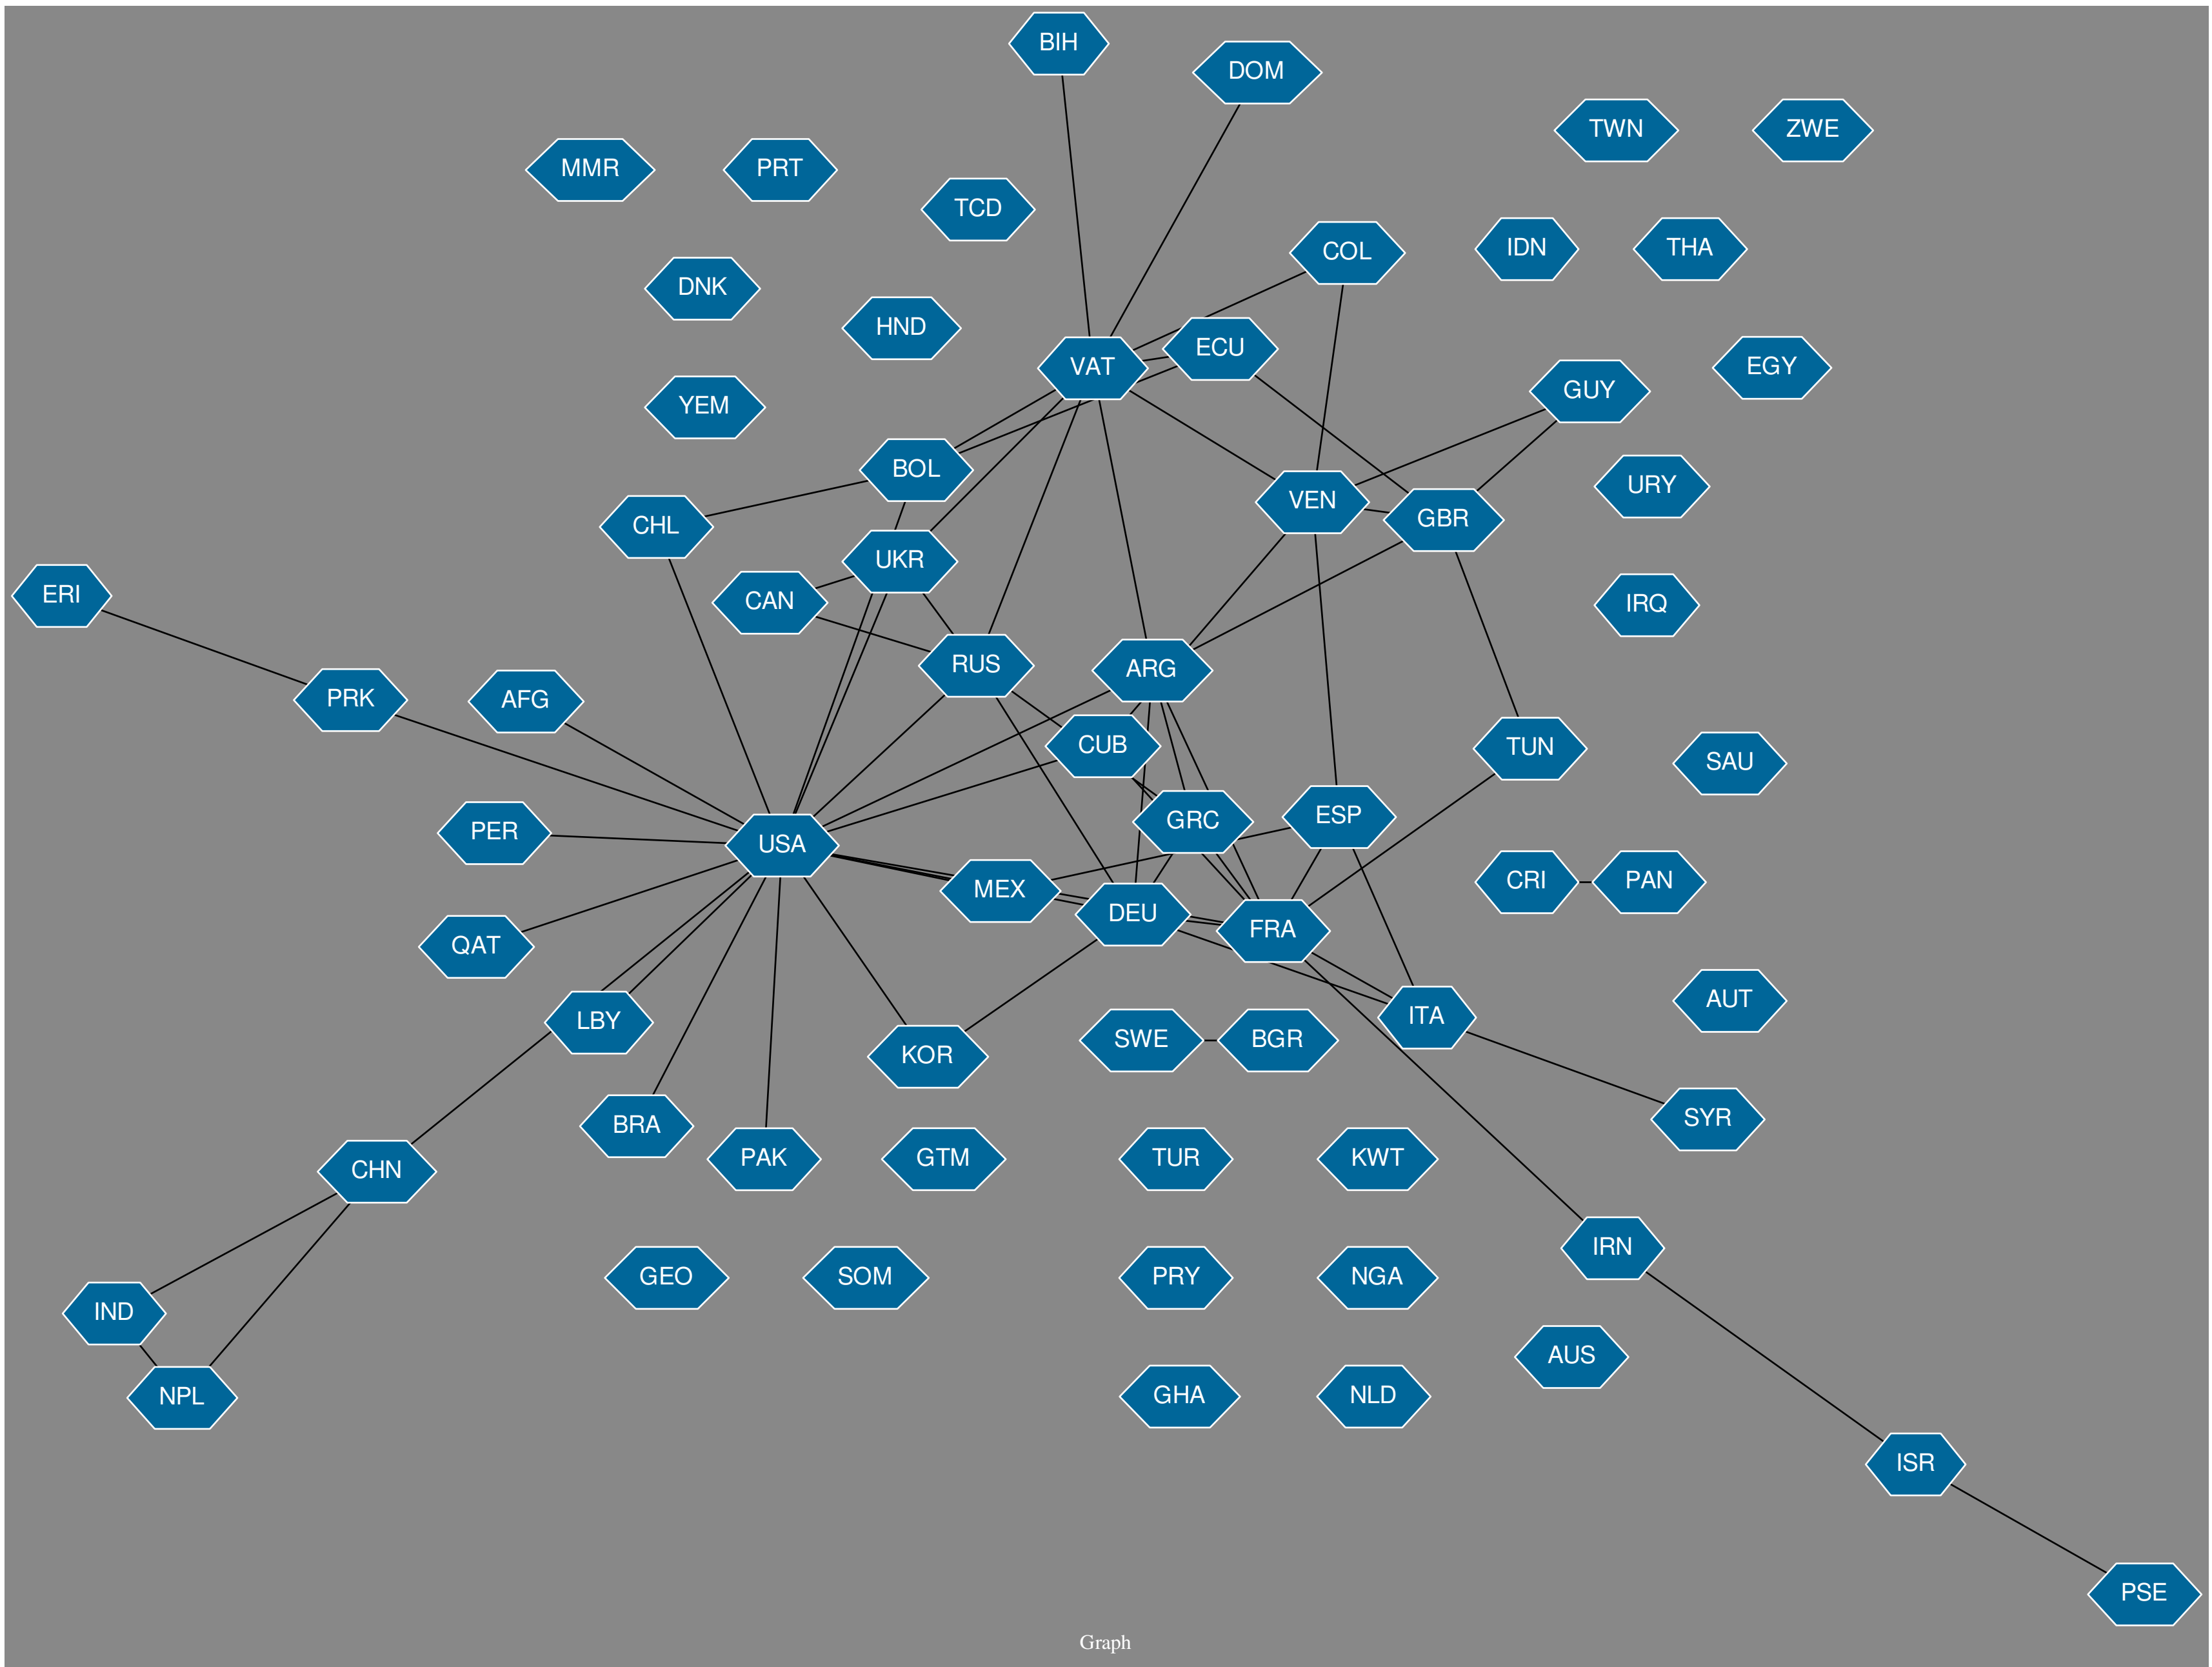 BIH
DOM
TWN
ZWE
MMR
PRT
TCD
COL
IDN
THA
DNK
HND
ECU
VAT
EGY
GUY
YEM
BOL
URY
VEN
GBR
CHL
UKR
ERI
CAN
IRQ
RUS
ARG
PRK
AFG
CUB
TUN
SAU
PER
GRC
ESP
USA
MEX
CRI
PAN
DEU
FRA
QAT
AUT
LBY
ITA
SWE
BGR
KOR
SYR
BRA
PAK
GTM
TUR
KWT
CHN
IRN
GEO
SOM
PRY
NGA
IND
AUS
NPL
GHA
NLD
ISR
PSE
Graph